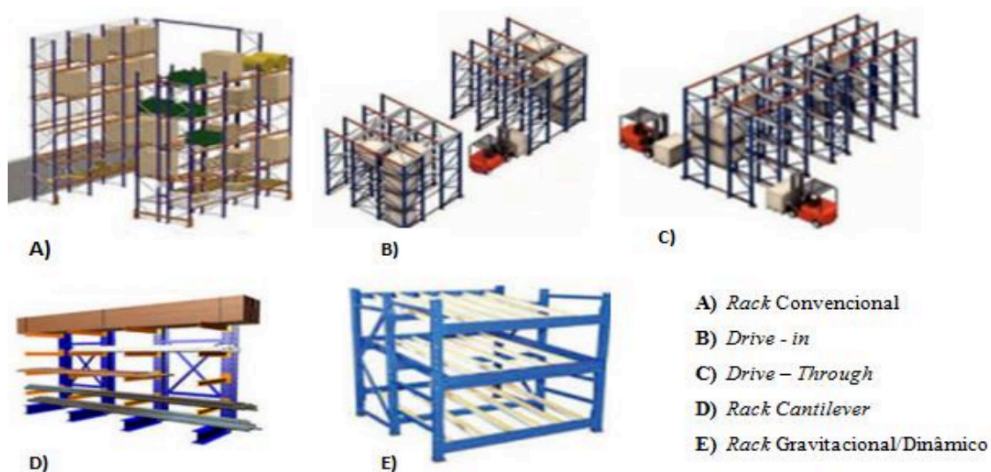 A)
B)
C)
D)
E)
A) Rack Convencional
B) Drive - in
C) Drive – Through
D) Rack Cantilever
E) Rack Gravitacional/Dinâmico